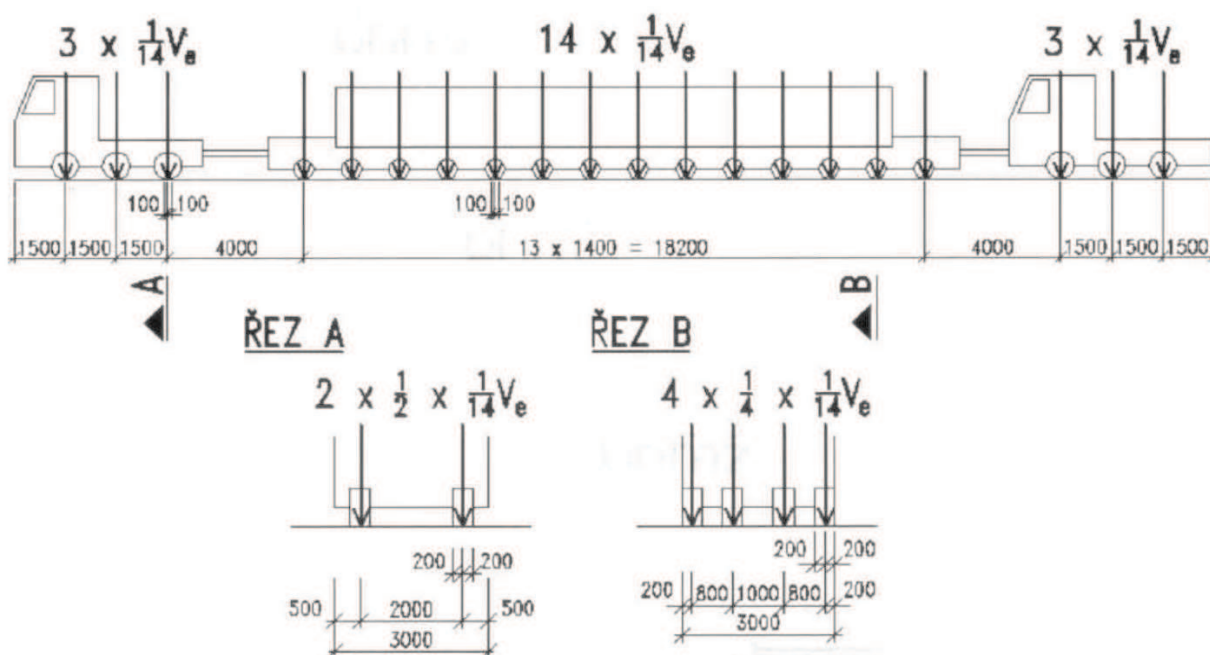 3 x 1/14 Vₑ 14 x 1/14 Vₑ 3 x 1/14 Vₑ
100 100 100 100
1500 1500 1500 4000 13 x 1400 = 18200 4000 1500 1500 1500
A B
ŘEZ A ŘEZ B
2 x 1/2 x 1/14 Vₑ 4 x 1/4 x 1/14 Vₑ
200 200 200 200
500 2000 500 200 800 1000 800 200
3000 3000